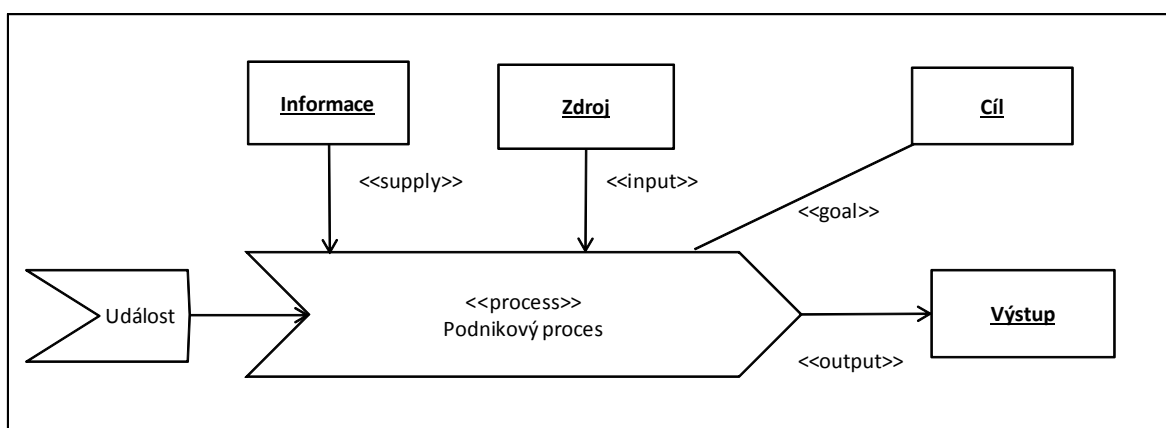 Informace
Zdroj
Cíl
<<supply>>
<<input>>
<<goal>>
Událost
<<process>>
Podnikový proces
Výstup
<<output>>